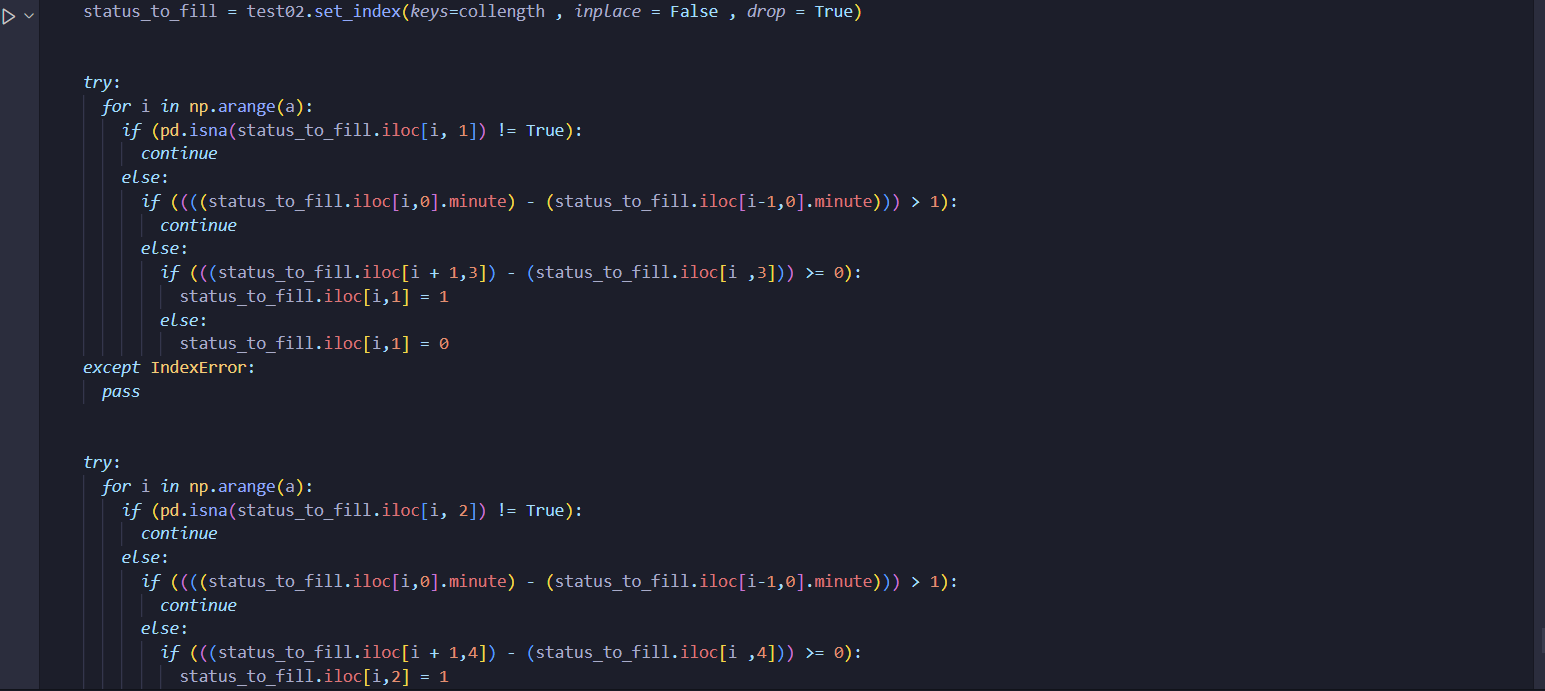 status_to_fill = test02.set_index(keys=collength , inplace = False , drop = True)
try:
for i in np.arange(a):
if (pd.isna(status_to_fill.iloc[i, 1]) != True):
continue
else:
if ((((status_to_fill.iloc[i,0].minute) - (status_to_fill.iloc[i-1,0].minute))) > 1):
continue
else:
if (((status_to_fill.iloc[i + 1,3]) - (status_to_fill.iloc[i ,3])) >= 0):
status_to_fill.iloc[i,1] = 1
else:
status_to_fill.iloc[i,1] = 0
except IndexError:
pass
try:
for i in np.arange(a):
if (pd.isna(status_to_fill.iloc[i, 2]) != True):
continue
else:
if ((((status_to_fill.iloc[i,0].minute) - (status_to_fill.iloc[i-1,0].minute))) > 1):
continue
else:
if (((status_to_fill.iloc[i + 1,4]) - (status_to_fill.iloc[i ,4])) >= 0):
status_to_fill.iloc[i,2] = 1